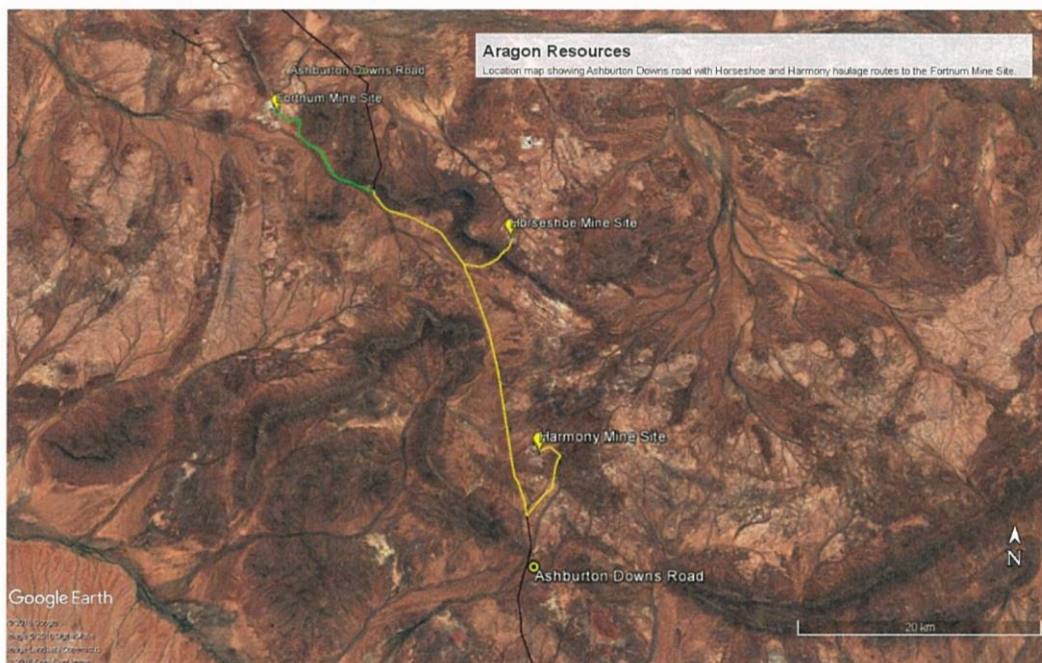 Aragon Resources
Location map showing Ashburton Downs road with Horseshoe and Harmony haulage routes to the Fortnum Mine Site.
Ashburton Downs Road
Fortnum Mine Site
Horseshoe Mine Site
Harmony Mine Site
Ashburton Downs Road
N
Google Earth
20 km